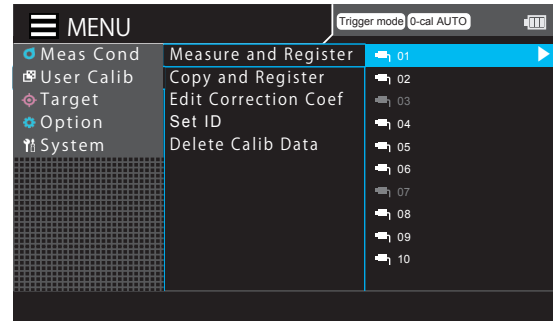 MENU
Trigger mode 0-cal AUTO
Meas Cond
User Calib
Target
Option
System
Measure and Register
Copy and Register
Edit Correction Coef
Set ID
Delete Calib Data
01
02
03
04
05
06
07
08
09
10